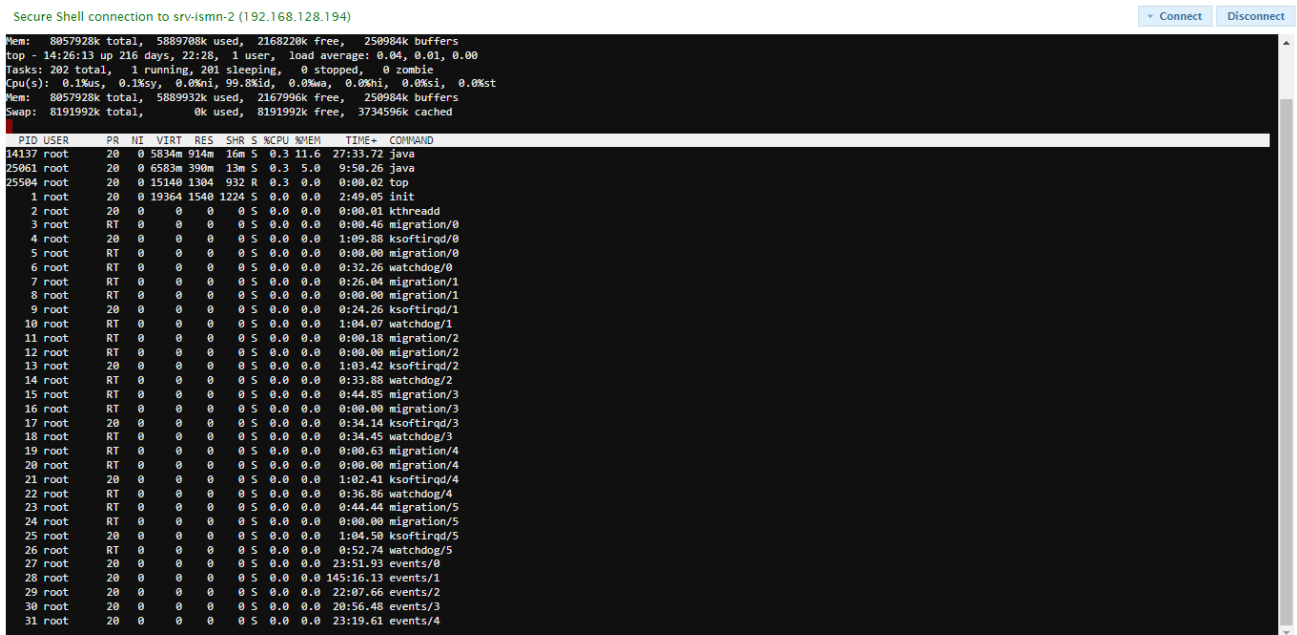 Secure Shell connection to srv-ismn-2 (192.168.128.194)
Connect Disconnect
Mem:   8057928k total,  5889708k used,  2168220k free,   250984k buffers
top - 14:26:13 up 216 days, 22:28,  1 user,  load average: 0.04, 0.01, 0.00
Tasks: 202 total,   1 running, 201 sleeping,   0 stopped,   0 zombie
Cpu(s):  0.1%us,  0.1%sy,  0.0%ni, 99.8%id,  0.0%wa,  0.0%hi,  0.0%si,  0.0%st
Mem:   8057928k total,  5889932k used,  2167996k free,   250984k buffers
Swap:  8191992k total,        0k used,  8191992k free,  3734596k cached
  PID USER      PR  NI  VIRT  RES  SHR S %CPU %MEM    TIME+  COMMAND
14137 root      20   0 5834m 914m  16m S  0.3 11.6  27:33.72 java
25061 root      20   0 6583m 390m  13m S  0.3  5.0   9:50.26 java
25504 root      20   0 15140 1304  932 R  0.3  0.0   0:00.02 top
    1 root      20   0 19364 1540 1224 S  0.0  0.0   2:49.05 init
    2 root      20   0     0    0    0 S  0.0  0.0   0:00.01 kthreadd
    3 root      RT   0     0    0    0 S  0.0  0.0   0:00.46 migration/0
    4 root      20   0     0    0    0 S  0.0  0.0   1:09.88 ksoftirqd/0
    5 root      RT   0     0    0    0 S  0.0  0.0   0:00.00 migration/0
    6 root      RT   0     0    0    0 S  0.0  0.0   0:32.26 watchdog/0
    7 root      RT   0     0    0    0 S  0.0  0.0   0:26.04 migration/1
    8 root      RT   0     0    0    0 S  0.0  0.0   0:00.00 migration/1
    9 root      20   0     0    0    0 S  0.0  0.0   0:24.26 ksoftirqd/1
   10 root      RT   0     0    0    0 S  0.0  0.0   1:04.07 watchdog/1
   11 root      RT   0     0    0    0 S  0.0  0.0   0:00.18 migration/2
   12 root      RT   0     0    0    0 S  0.0  0.0   0:00.00 migration/2
   13 root      20   0     0    0    0 S  0.0  0.0   1:03.42 ksoftirqd/2
   14 root      RT   0     0    0    0 S  0.0  0.0   0:33.88 watchdog/2
   15 root      RT   0     0    0    0 S  0.0  0.0   0:44.85 migration/3
   16 root      RT   0     0    0    0 S  0.0  0.0   0:00.00 migration/3
   17 root      20   0     0    0    0 S  0.0  0.0   0:34.14 ksoftirqd/3
   18 root      RT   0     0    0    0 S  0.0  0.0   0:34.45 watchdog/3
   19 root      RT   0     0    0    0 S  0.0  0.0   0:00.63 migration/4
   20 root      RT   0     0    0    0 S  0.0  0.0   0:00.00 migration/4
   21 root      20   0     0    0    0 S  0.0  0.0   1:02.41 ksoftirqd/4
   22 root      RT   0     0    0    0 S  0.0  0.0   0:36.86 watchdog/4
   23 root      RT   0     0    0    0 S  0.0  0.0   0:44.44 migration/5
   24 root      RT   0     0    0    0 S  0.0  0.0   0:00.00 migration/5
   25 root      20   0     0    0    0 S  0.0  0.0   1:04.50 ksoftirqd/5
   26 root      RT   0     0    0    0 S  0.0  0.0   0:52.74 watchdog/5
   27 root      20   0     0    0    0 S  0.0  0.0  23:51.93 events/0
   28 root      20   0     0    0    0 S  0.0  0.0 145:16.13 events/1
   29 root      20   0     0    0    0 S  0.0  0.0  22:07.66 events/2
   30 root      20   0     0    0    0 S  0.0  0.0  20:56.48 events/3
   31 root      20   0     0    0    0 S  0.0  0.0  23:19.61 events/4